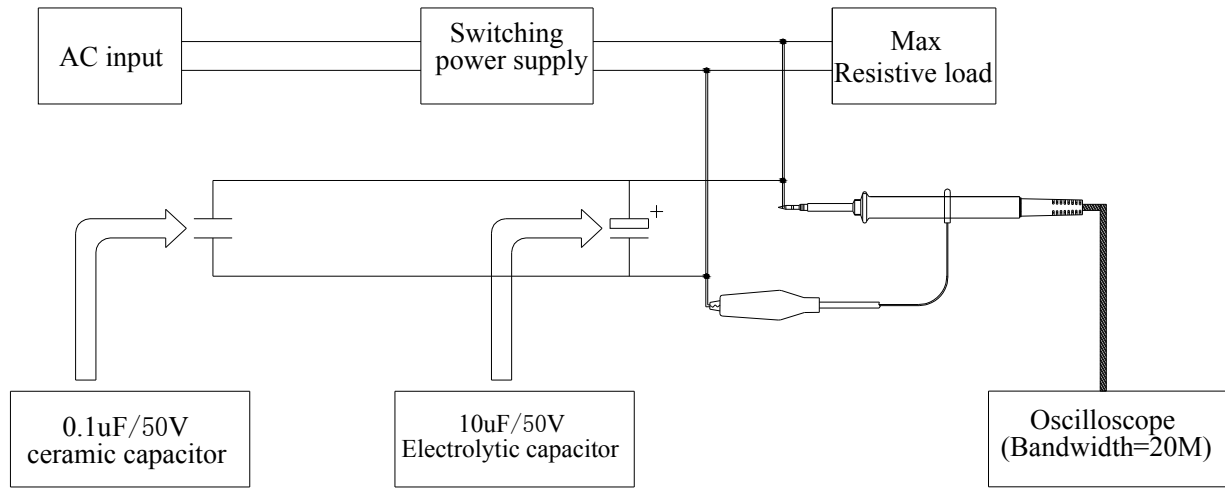 AC input
Switching
power supply
Max
Resistive load
+
0.1uF/50V
ceramic capacitor
10uF/50V
Electrolytic capacitor
Oscilloscope
(Bandwidth=20M)